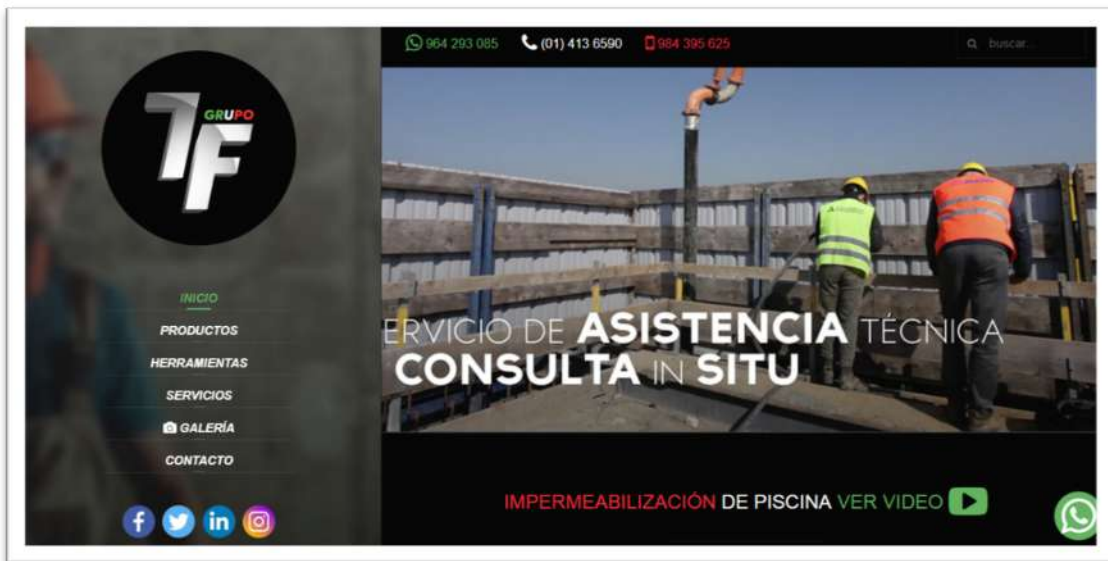 GRUPO
7F
INICIO
PRODUCTOS
HERRAMIENTAS
SERVICIOS
GALERÍA
CONTACTO
964 293 085 (01) 413 6590 984 395 625
buscar...
ERVICIO DE ASISTENCIA TÉCNICA
CONSULTA IN SITU
IMPERMEABILIZACIÓN DE PISCINA VER VIDEO